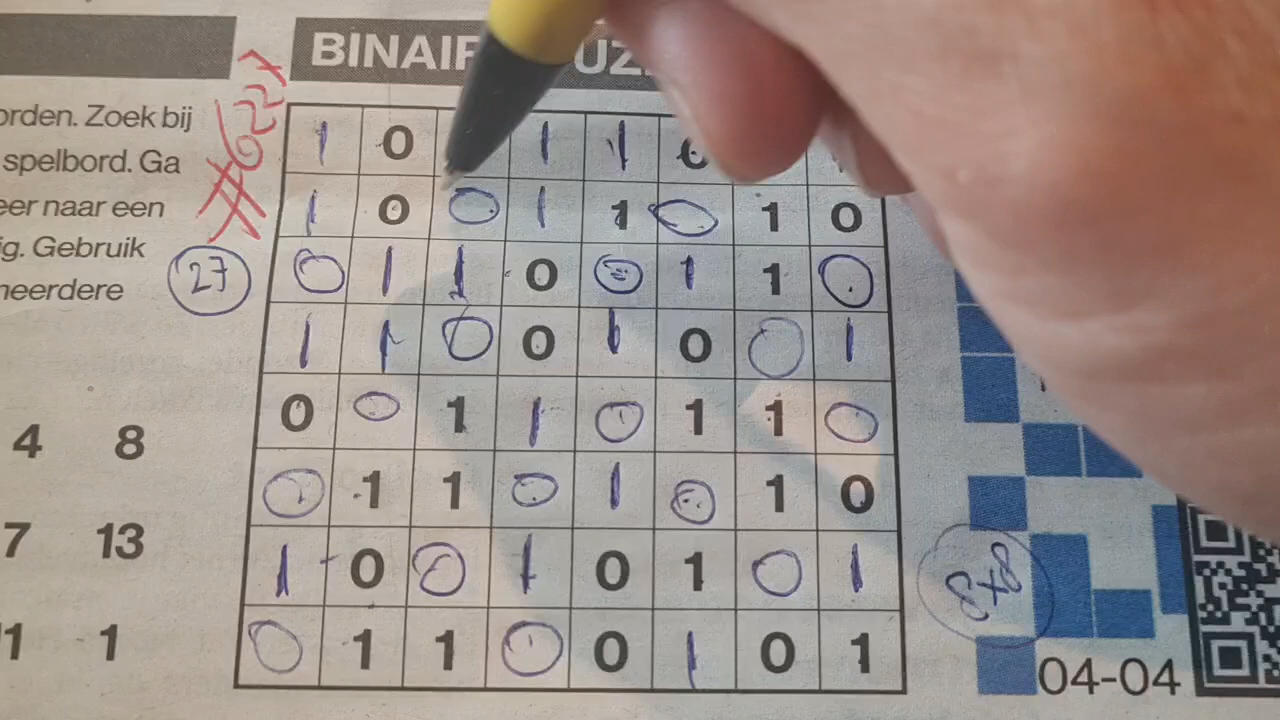 BINAIR UZ
orden. Zoek bij
spelbord. Ga
eer naar een
ig. Gebruik
neerdere
#6227
27
1 0 1 1 0
1 0 0 1 1 0 1 0
0 1 1 0 0 1 1 0
1 1 0 0 1 0 0 1
0 0 1 1 0 1 1 0
0 1 1 0 1 0 1 0
1 0 0 1 0 1 0 1
0 1 1 0 0 1 0 1
4 8
7 13
1 1
8x8
04-04